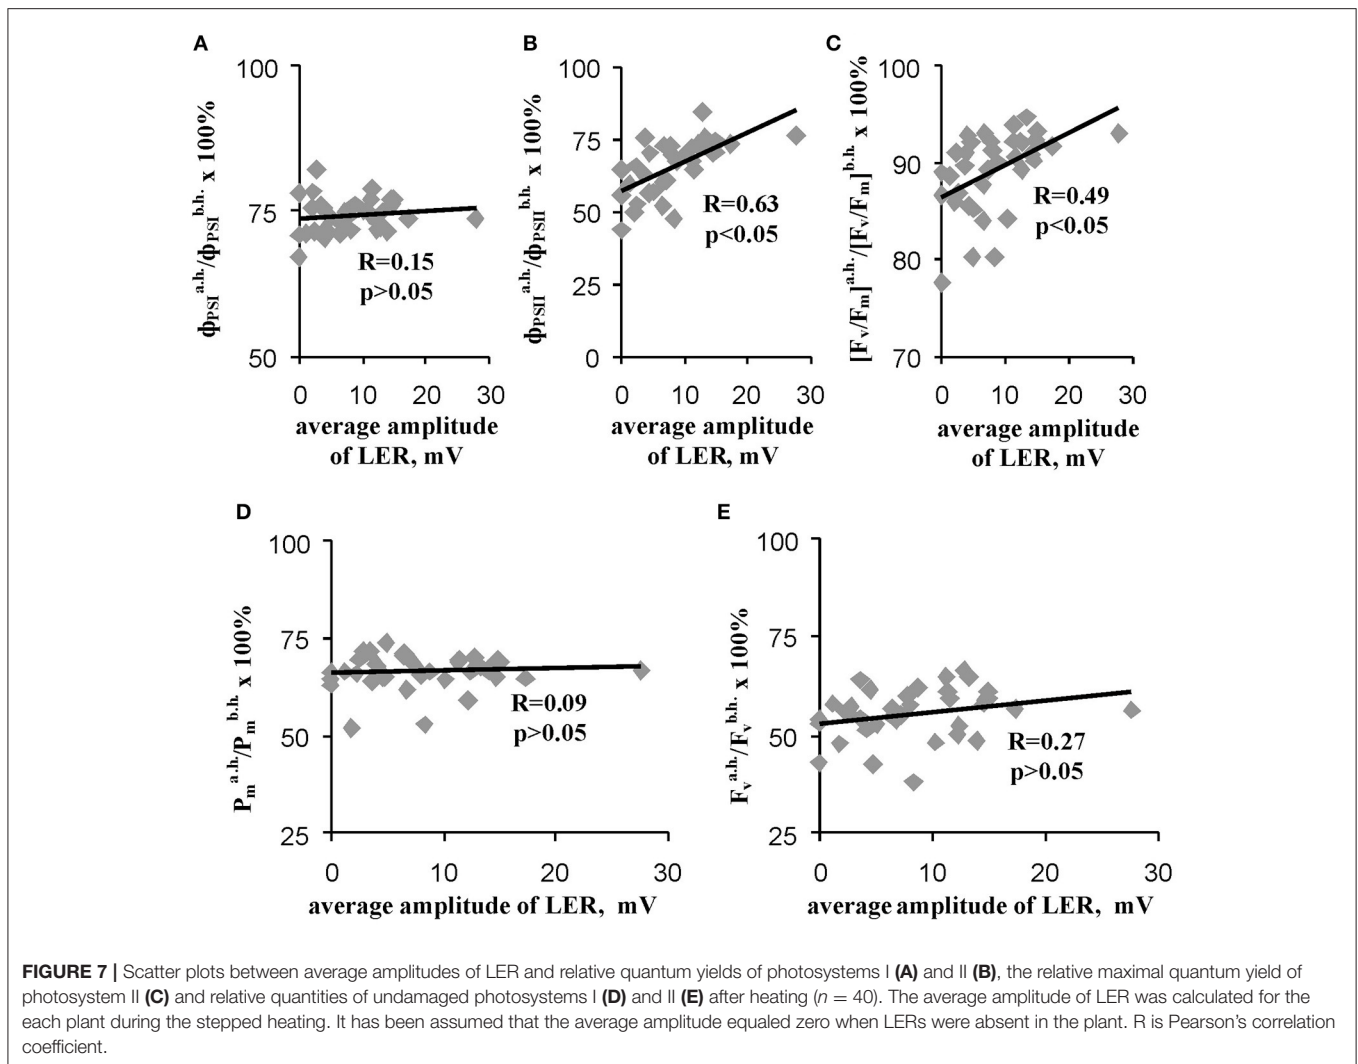 A
ϕPSI^a.h./ϕPSI^b.h. x 100%
100
75
50
R=0.15
p>0.05
0 10 20 30
average amplitude
of LER, mV
B
ϕPSII^a.h./ϕPSII^b.h. x 100%
100
75
50
25
0
R=0.63
p<0.05
0 10 20 30
average amplitude
of LER, mV
C
[Fv/Fm]^a.h./[Fv/Fm]^b.h. x 100%
100
90
80
70
R=0.49
p<0.05
0 10 20 30
average amplitude
of LER, mV
D
Pm^a.h./Pm^b.h. x 100%
100
75
50
25
R=0.09
p>0.05
0 10 20 30
average amplitude of LER, mV
E
Fv^a.h./Fv^b.h. x 100%
100
75
50
25
R=0.27
p>0.05
0 10 20 30
average amplitude of LER, mV
FIGURE 7 | Scatter plots between average amplitudes of LER and relative quantum yields of photosystems I (A) and II (B), the relative maximal quantum yield of
photosystem II (C) and relative quantities of undamaged photosystems I (D) and II (E) after heating (n = 40). The average amplitude of LER was calculated for the
each plant during the stepped heating. It has been assumed that the average amplitude equaled zero when LERs were absent in the plant. R is Pearson's correlation
coefficient.